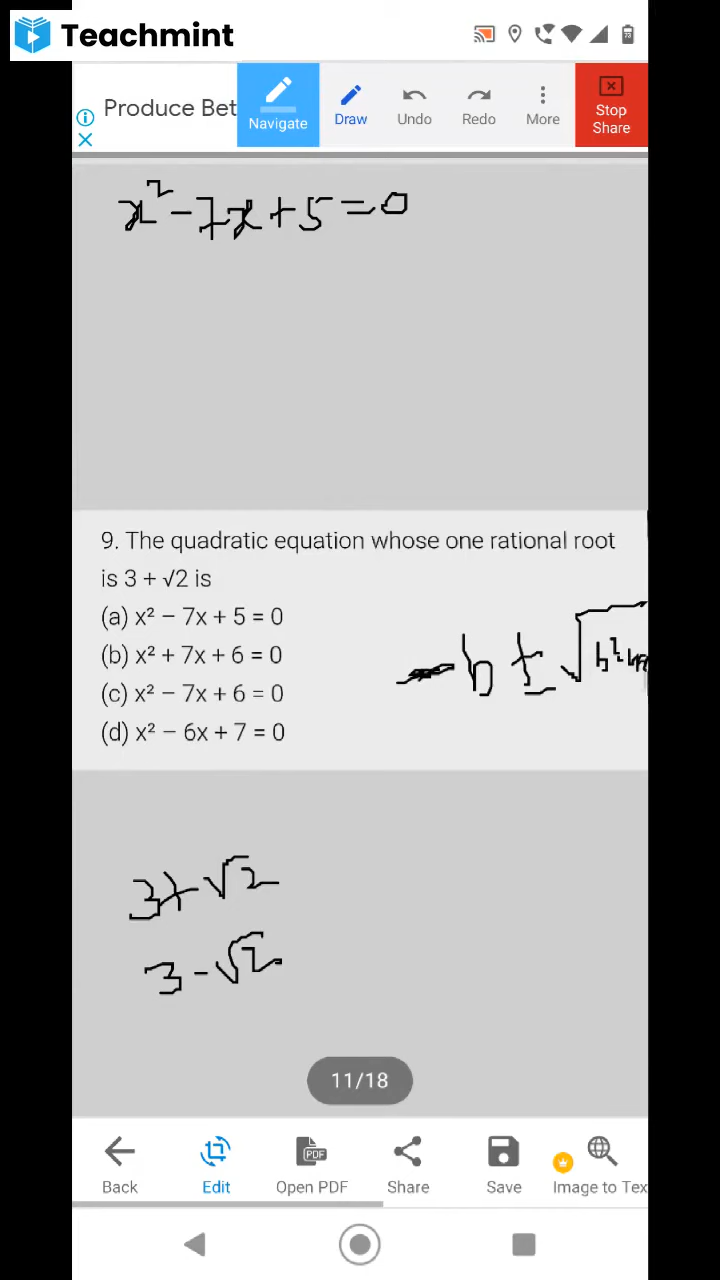 Teachmint
Produce Bet
Navigate
Draw
Undo
Redo
More
Stop
Share
x² - 7x + 5 = 0
9. The quadratic equation whose one rational root
is 3 + √2 is
(a) x² − 7x + 5 = 0
(b) x² + 7x + 6 = 0
(c) x² − 7x + 6 = 0
(d) x² − 6x + 7 = 0
-b ± √b²
3+√2
3-√2
11/18
Back
Edit
PDF
Open PDF
Share
Save
Image to Tex